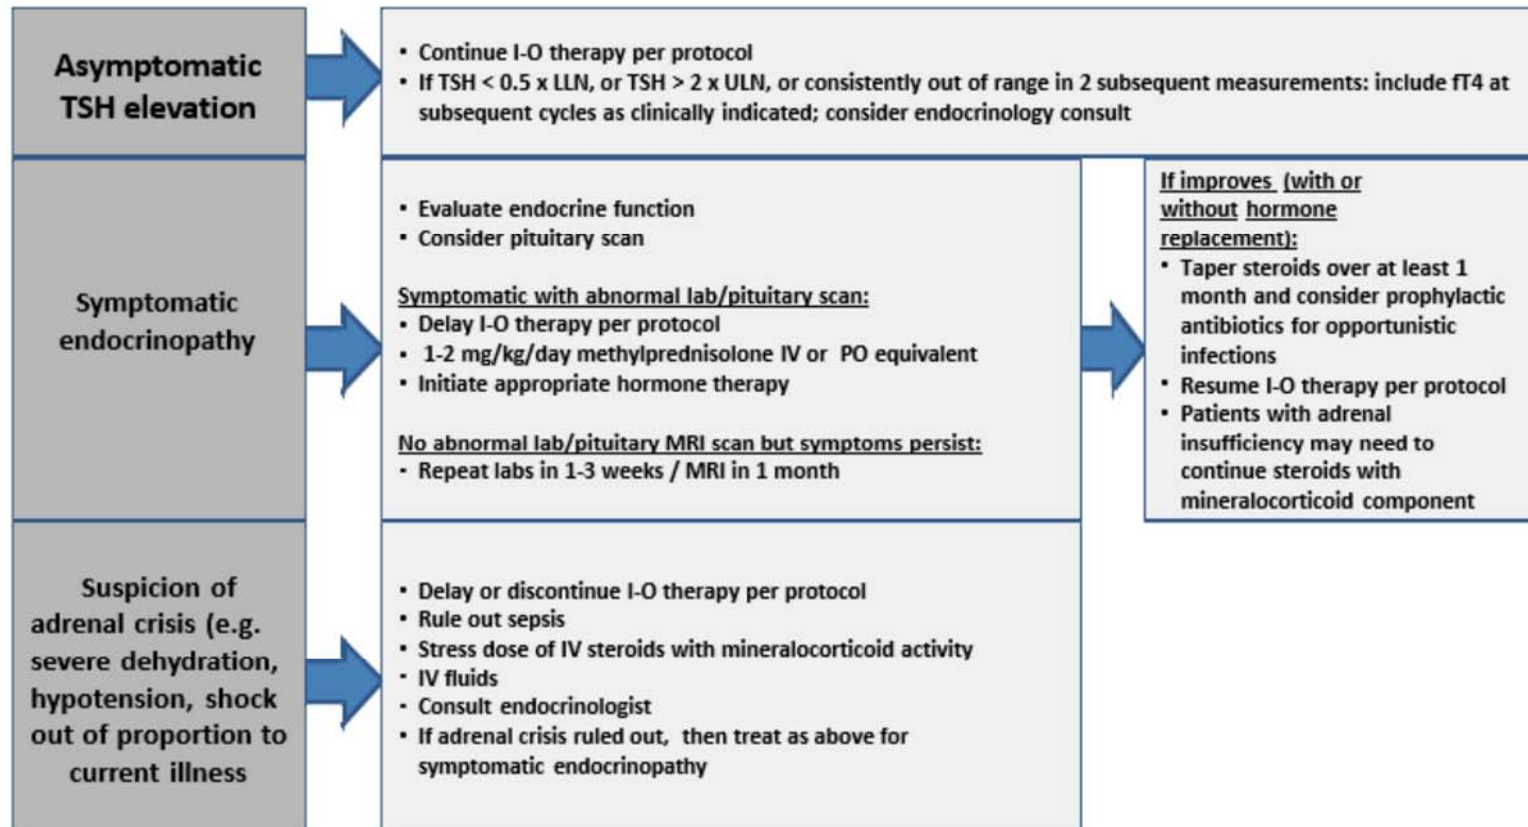 Asymptomatic
TSH elevation
• Continue I-O therapy per protocol
• If TSH < 0.5 x LLN, or TSH > 2 x ULN, or consistently out of range in 2 subsequent measurements: include fT4 at
subsequent cycles as clinically indicated; consider endocrinology consult
Symptomatic
endocrinopathy
• Evaluate endocrine function
• Consider pituitary scan
Symptomatic with abnormal lab/pituitary scan:
• Delay I-O therapy per protocol
• 1-2 mg/kg/day methylprednisolone IV or PO equivalent
• Initiate appropriate hormone therapy
No abnormal lab/pituitary MRI scan but symptoms persist:
• Repeat labs in 1-3 weeks / MRI in 1 month
If improves (with or
without hormone
replacement):
• Taper steroids over at least 1
month and consider prophylactic
antibiotics for opportunistic
infections
• Resume I-O therapy per protocol
• Patients with adrenal
insufficiency may need to
continue steroids with
mineralocorticoid component
Suspicion of
adrenal crisis (e.g.
severe dehydration,
hypotension, shock
out of proportion to
current illness
• Delay or discontinue I-O therapy per protocol
• Rule out sepsis
• Stress dose of IV steroids with mineralocorticoid activity
• IV fluids
• Consult endocrinologist
• If adrenal crisis ruled out, then treat as above for
symptomatic endocrinopathy